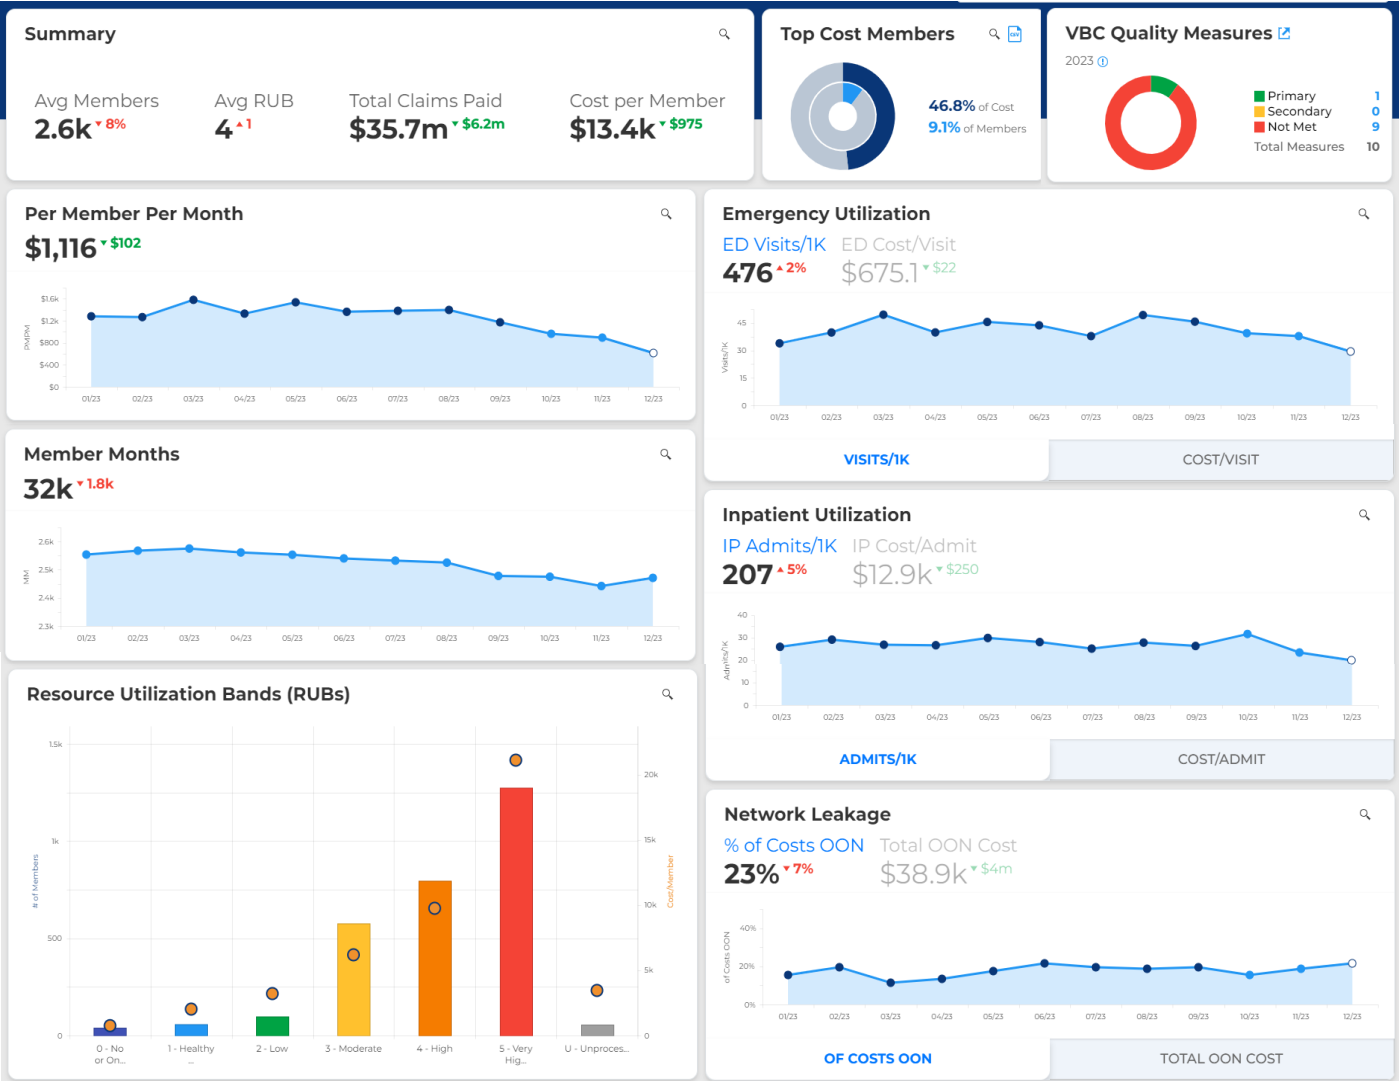 Summary
Avg Members
2.6k 8%
Avg RUB
4 1
Total Claims Paid
$35.7m $6.2m
Cost per Member
$13.4k $975
Top Cost Members
CSV
46.8% of Cost
9.1% of Members
VBC Quality Measures
2023
Primary 1
Secondary 0
Not Met 9
Total Measures 10
Per Member Per Month
$1,116 $102
PMPM
$1.6k
$1.2k
$800
$400
$0
01/23 02/23 03/23 04/23 05/23 06/23 07/23 08/23 09/23 10/23 11/23 12/23
Member Months
32k 1.8k
MM
2.6k
2.5k
2.4k
2.3k
01/23 02/23 03/23 04/23 05/23 06/23 07/23 08/23 09/23 10/23 11/23 12/23
Resource Utilization Bands (RUBs)
# of Members
1.5k
1k
500
0
Cost/Member
20k
15k
10k
5k
0
0 - No
or On...
1 - Healthy
...
2 - Low
3 - Moderate
4 - High
5 - Very
Hig...
U - Unproces...
Emergency Utilization
ED Visits/1K ED Cost/Visit
476 2% $675.1 $22
Visits/1K
45
30
15
0
01/23 02/23 03/23 04/23 05/23 06/23 07/23 08/23 09/23 10/23 11/23 12/23
VISITS/1K COST/VISIT
Inpatient Utilization
IP Admits/1K IP Cost/Admit
207 5% $12.9k $250
Admits/1K
40
30
20
10
0
01/23 02/23 03/23 04/23 05/23 06/23 07/23 08/23 09/23 10/23 11/23 12/23
ADMITS/1K COST/ADMIT
Network Leakage
% of Costs OON Total OON Cost
23% 7% $38.9k $4m
of Costs OON
40%
20%
0%
01/23 02/23 03/23 04/23 05/23 06/23 07/23 08/23 09/23 10/23 11/23 12/23
OF COSTS OON TOTAL OON COST